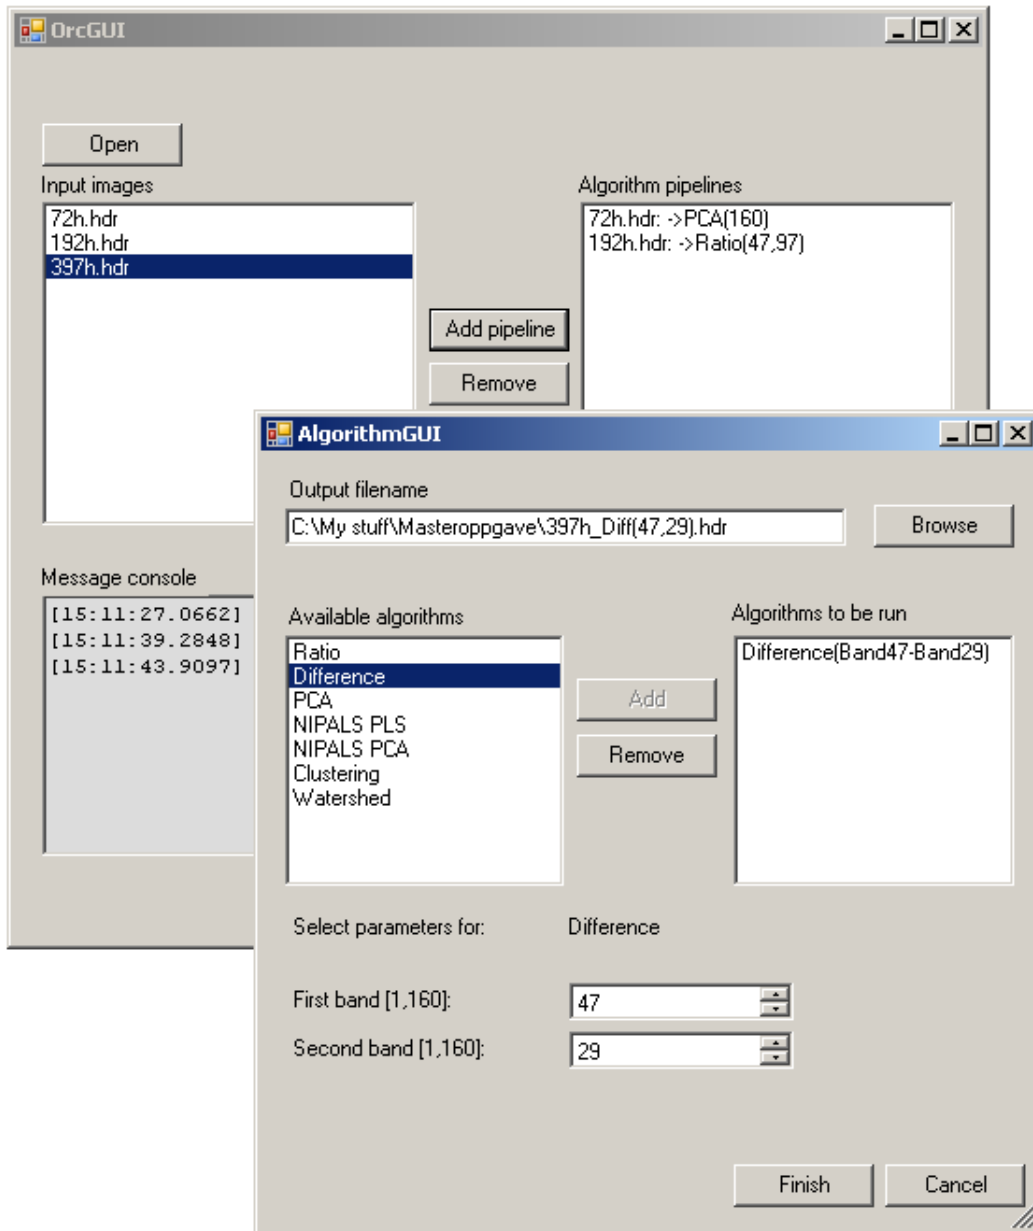 OrcGUI
Open
Input images
72h.hdr
192h.hdr
397h.hdr
Add pipeline
Remove
Algorithm pipelines
72h.hdr: ->PCA(160)
192h.hdr: ->Ratio(47,97)
Message console
[15:11:27.0662]
[15:11:39.2848]
[15:11:43.9097]
AlgorithmGUI
Output filename
C:\My stuff\Masteroppgave\397h_Diff(47,29).hdr
Browse
Available algorithms
Ratio
Difference
PCA
NIPALS PLS
NIPALS PCA
Clustering
Watershed
Add
Remove
Algorithms to be run
Difference(Band47-Band29)
Select parameters for: Difference
First band [1,160]: 47
Second band [1,160]: 29
Finish
Cancel